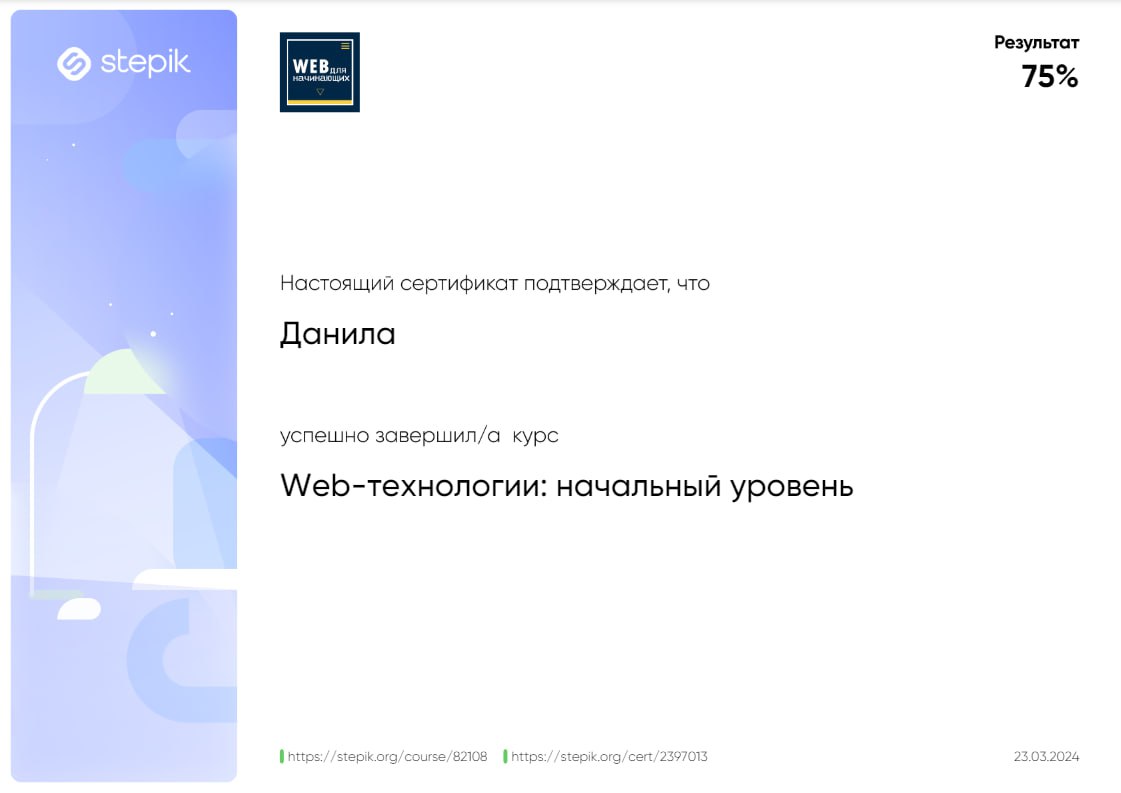 stepik
WEB для
начинающих
Результат
75%
Настоящий сертификат подтверждает, что
Данила
успешно завершил/а курс
Web-технологии: начальный уровень
https://stepik.org/course/82108 https://stepik.org/cert/2397013 23.03.2024